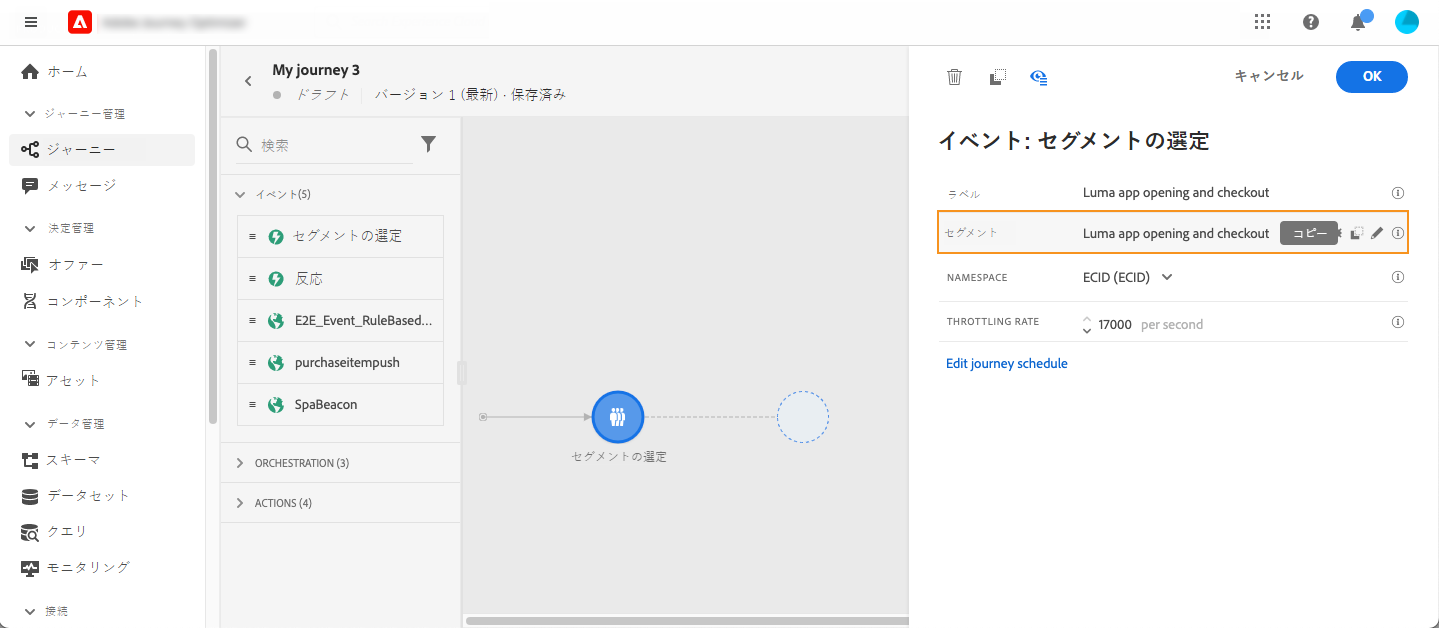 ホーム
ジャーニー管理
ジャーニー
メッセージ
決定管理
オファー
コンポーネント
コンテンツ管理
アセット
データ管理
スキーマ
データセット
クエリ
モニタリング
接続
My journey 3
ドラフト
バージョン 1 (最新)・保存済み
検索
イベント(5)
セグメントの選定
反応
E2E_Event_RuleBased...
purchaseitempush
SpaBeacon
ORCHESTRATION (3)
ACTIONS (4)
セグメントの選定
キャンセル
OK
イベント: セグメントの選定
ラベル Luma app opening and checkout
セグメント Luma app opening and checkout コピー
NAMESPACE ECID (ECID)
THROTTLING RATE 17000 per second
Edit journey schedule